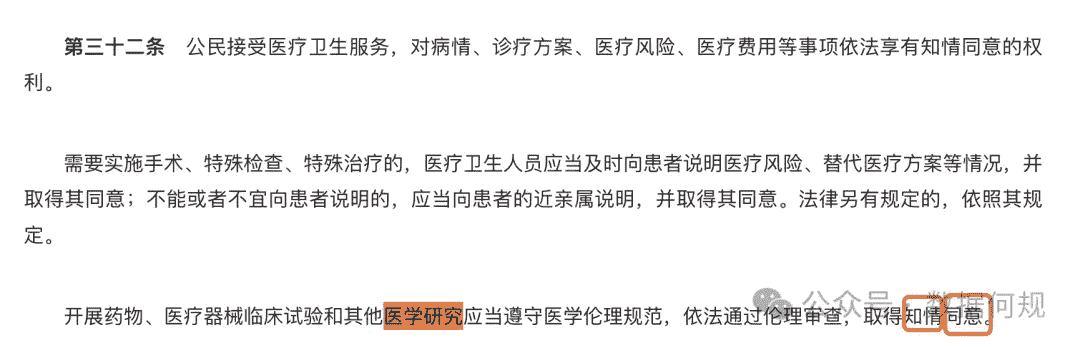 第三十二条 公民接受医疗卫生服务，对病情、诊疗方案、医疗风险、医疗费用等事项依法享有知情同意的权
利。
需要实施手术、特殊检查、特殊治疗的，医疗卫生人员应当及时向患者说明医疗风险、替代医疗方案等情况，并
取得其同意；不能或者不宜向患者说明的，应当向患者的近亲属说明，并取得其同意。法律另有规定的，依照其规
定。
开展药物、医疗器械临床试验和其他医学研究应当遵守医学伦理规范，依法通过伦理审查，取得知情同意。
公众号·数据何规